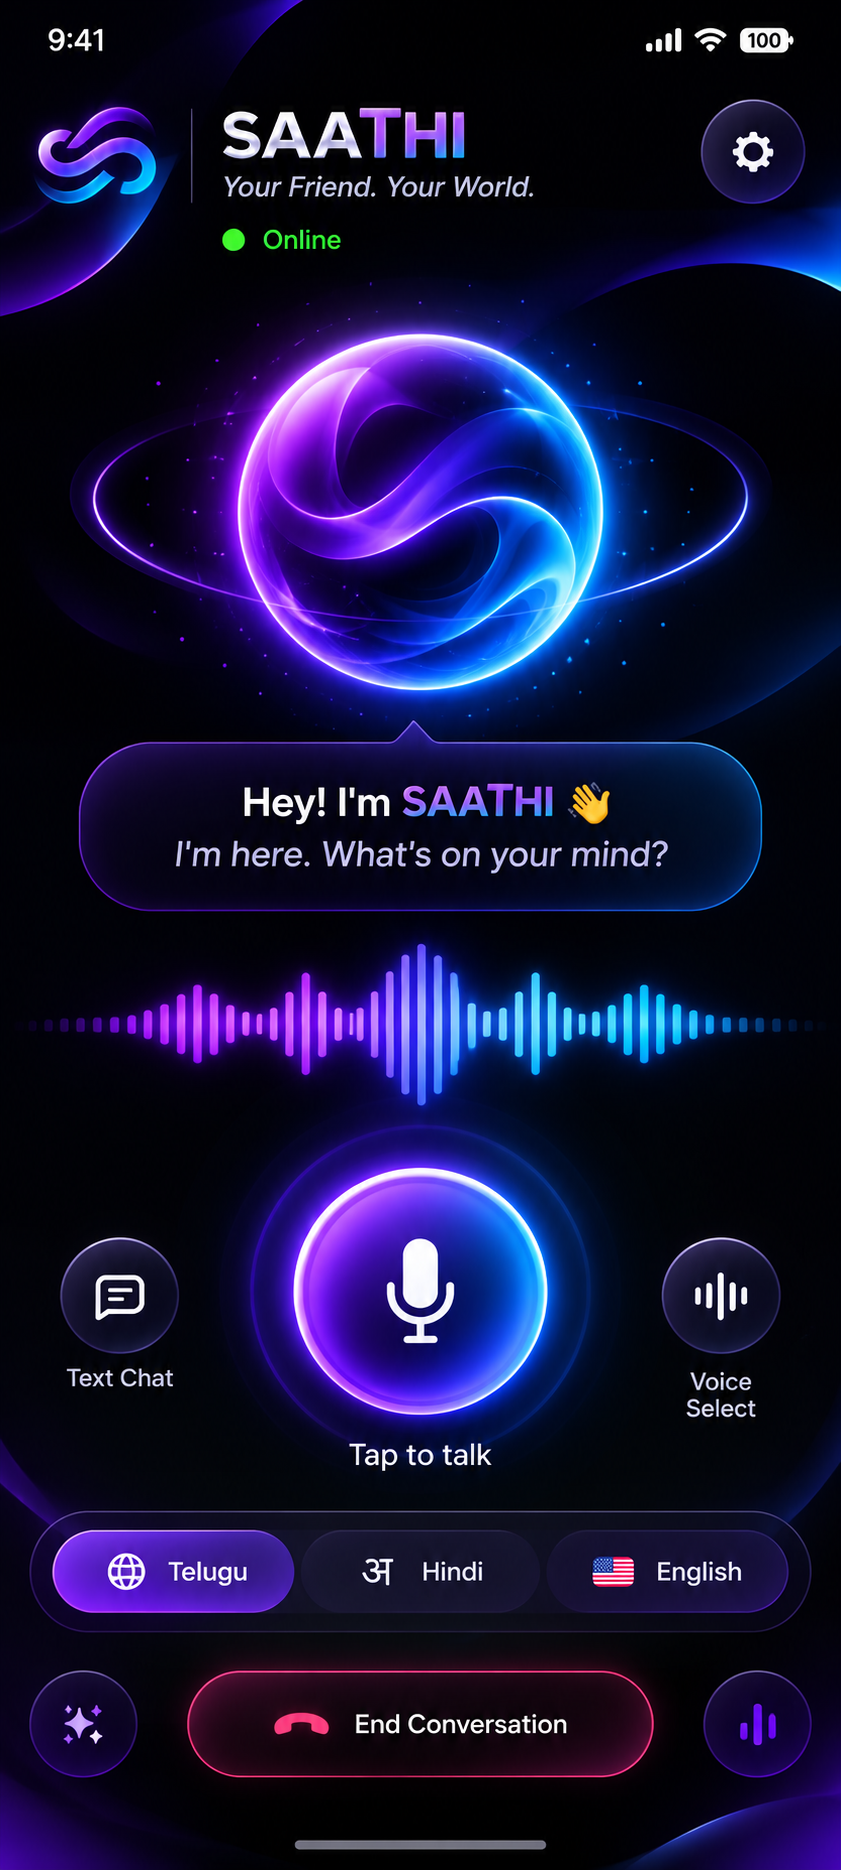 9:41
100
SAATHI
Your Friend. Your World.
Online
Hey! I'm SAATHI 👋
I'm here. What's on your mind?
Text Chat
Voice
Select
Tap to talk
Telugu
अ Hindi
English
End Conversation